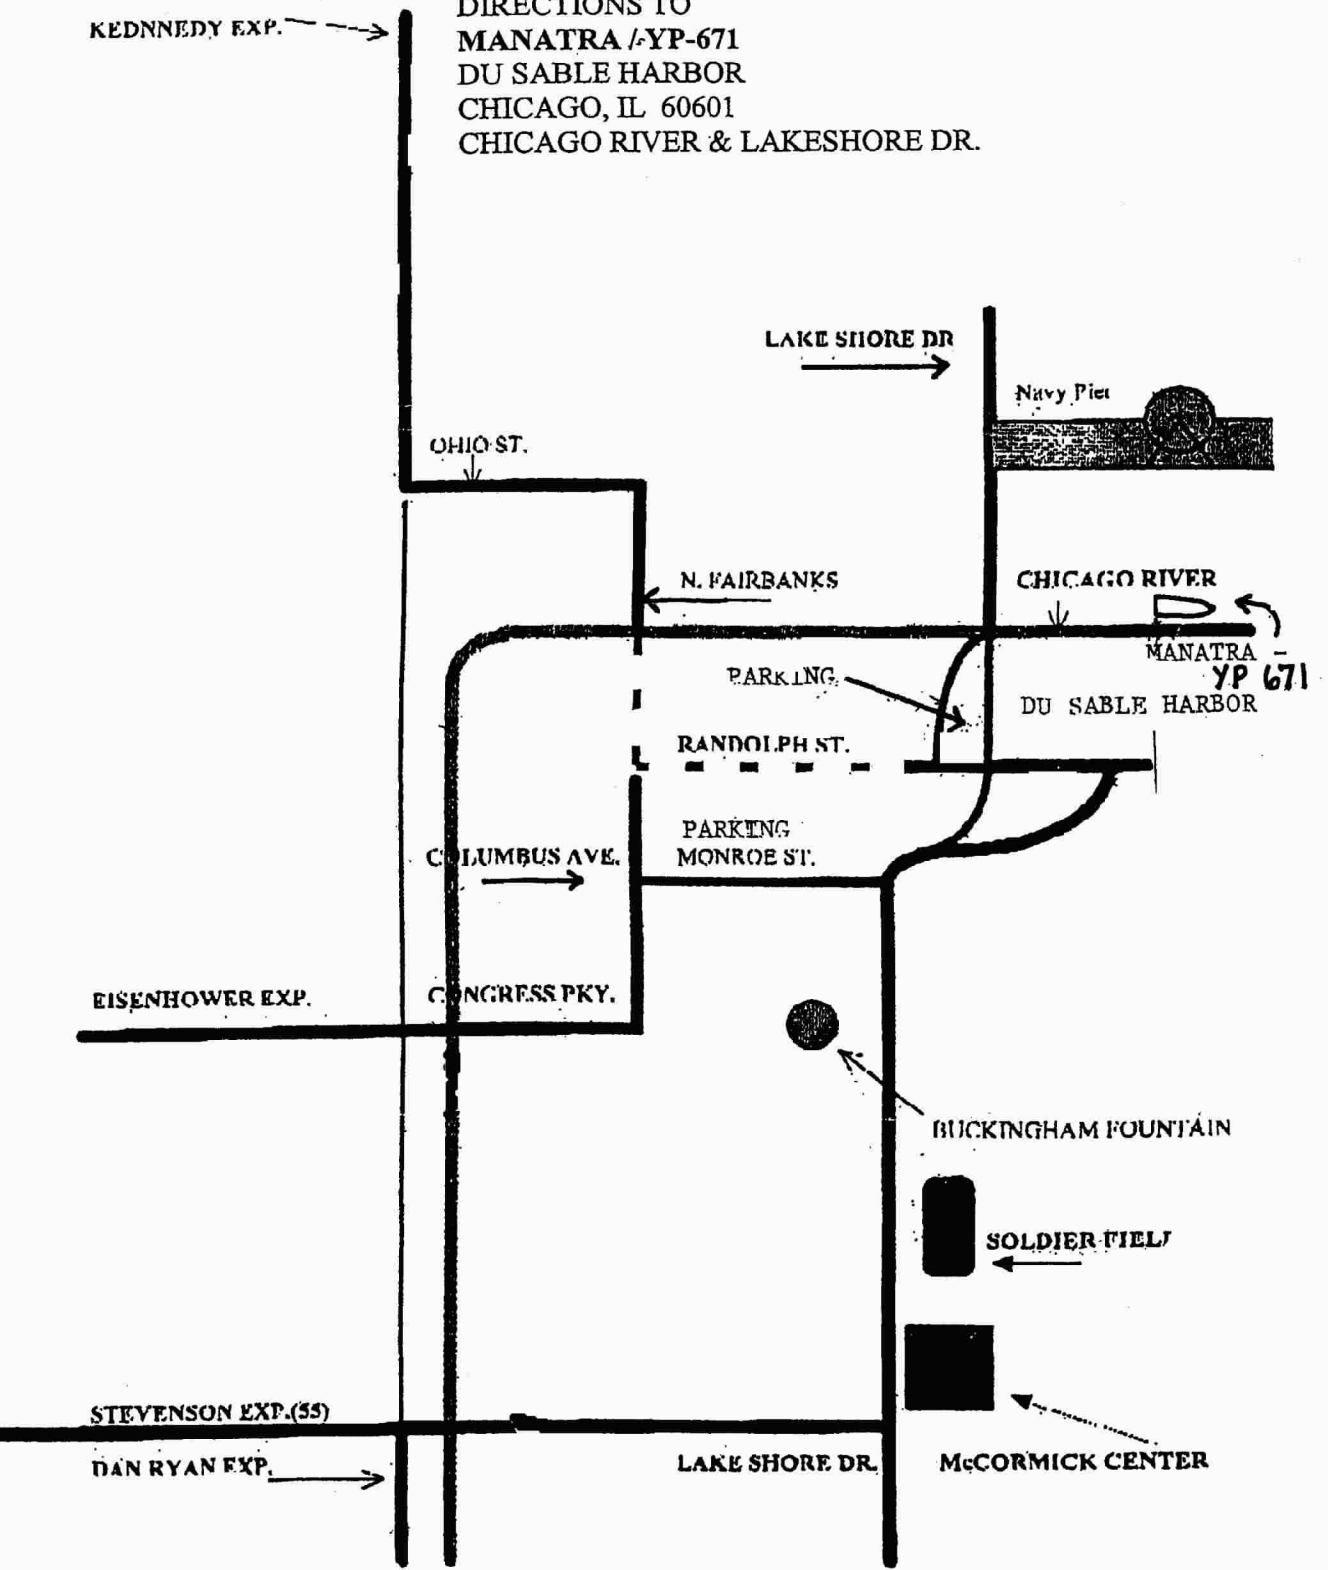 DIRECTIONS TO
KEDNNEDY EXP.
MANATRA /-YP-671
DU SABLE HARBOR
CHICAGO, IL 60601
CHICAGO RIVER & LAKESHORE DR.
LAKE SHORE DR
Navy Pier
OHIO ST.
N. FAIRBANKS
CHICAGO RIVER
MANATRA -
YP 671
PARKING
DU SABLE HARBOR
RANDOLPH ST.
PARKING
MONROE ST.
COLUMBUS AVE.
EISENHOWER EXP.
CONGRESS PKY.
BUCKINGHAM FOUNTAIN
SOLDIER FIELD
STEVENSON EXP.(55)
DAN RYAN EXP.
LAKE SHORE DR.
McCORMICK CENTER